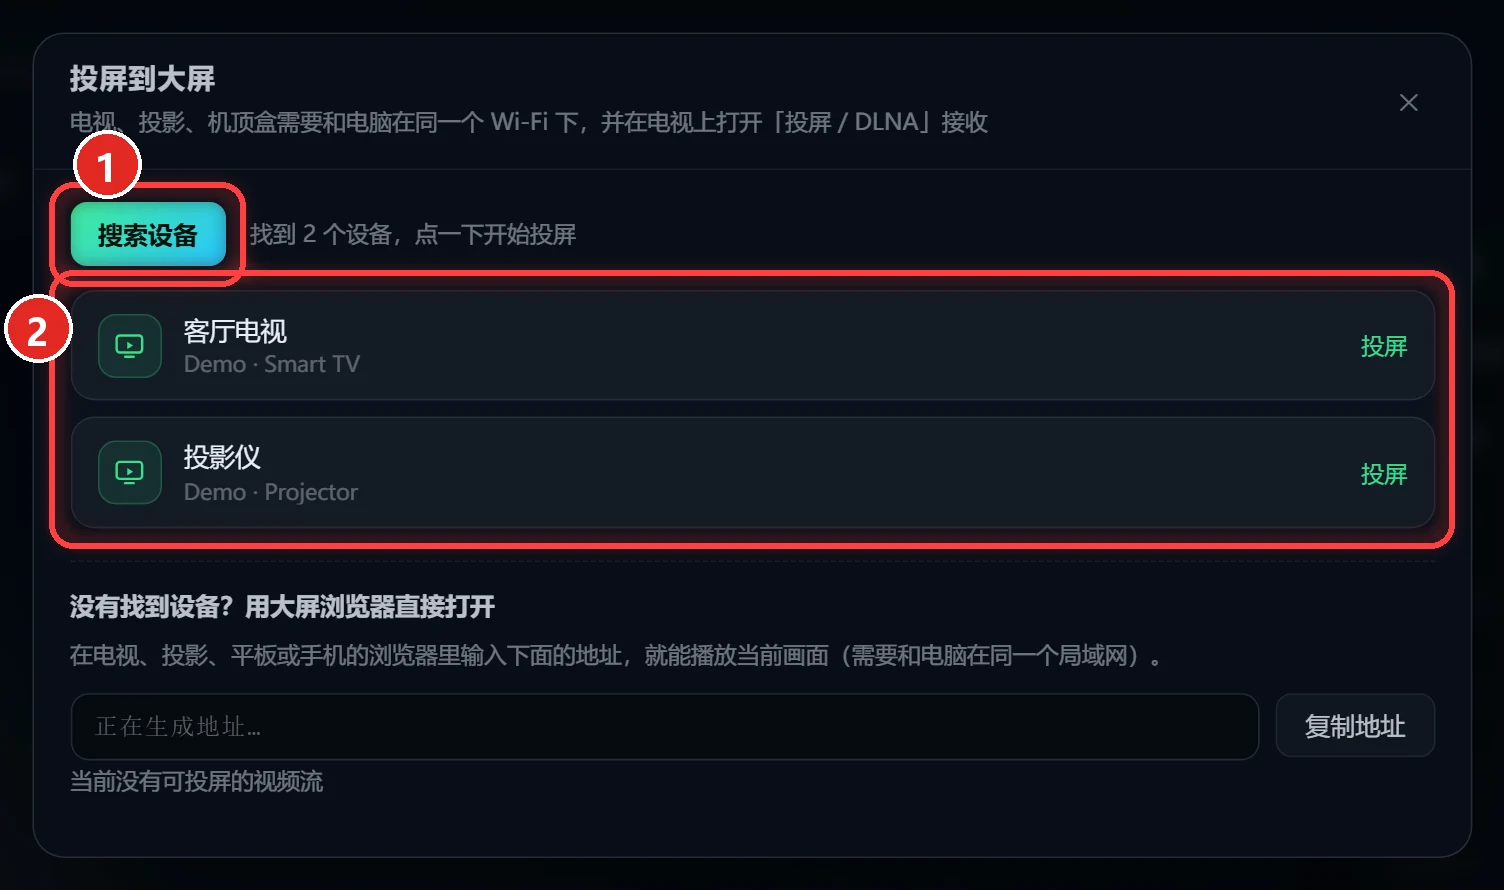 投屏到大屏
电视、投影、机顶盒需要和电脑在同一个 Wi-Fi 下，并在电视上打开「投屏 / DLNA」接收
1
搜索设备
找到 2 个设备，点一下开始投屏
2
客厅电视
Demo · Smart TV
投屏
投影仪
Demo · Projector
投屏
没有找到设备？用大屏浏览器直接打开
在电视、投影、平板或手机的浏览器里输入下面的地址，就能播放当前画面（需要和电脑在同一个局域网）。
正在生成地址...
复制地址
当前没有可投屏的视频流